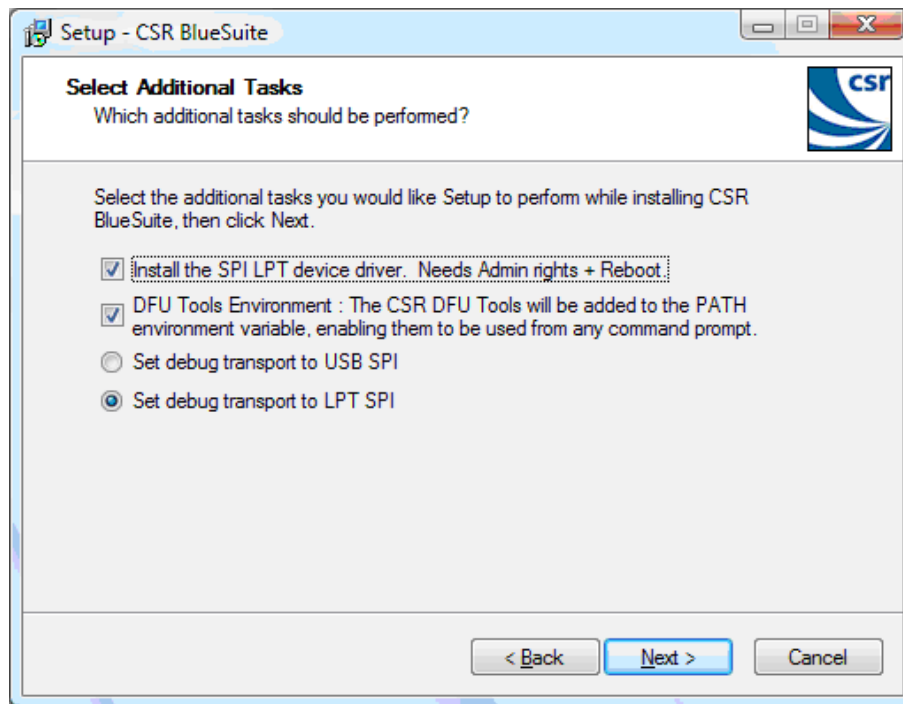 Setup - CSR BlueSuite
Select Additional Tasks
Which additional tasks should be performed?
csr
Select the additional tasks you would like Setup to perform while installing CSR
BlueSuite, then click Next.
Install the SPI LPT device driver.  Needs Admin rights + Reboot.
DFU Tools Environment : The CSR DFU Tools will be added to the PATH
environment variable, enabling them to be used from any command prompt.
Set debug transport to USB SPI
Set debug transport to LPT SPI
< Back
Next >
Cancel